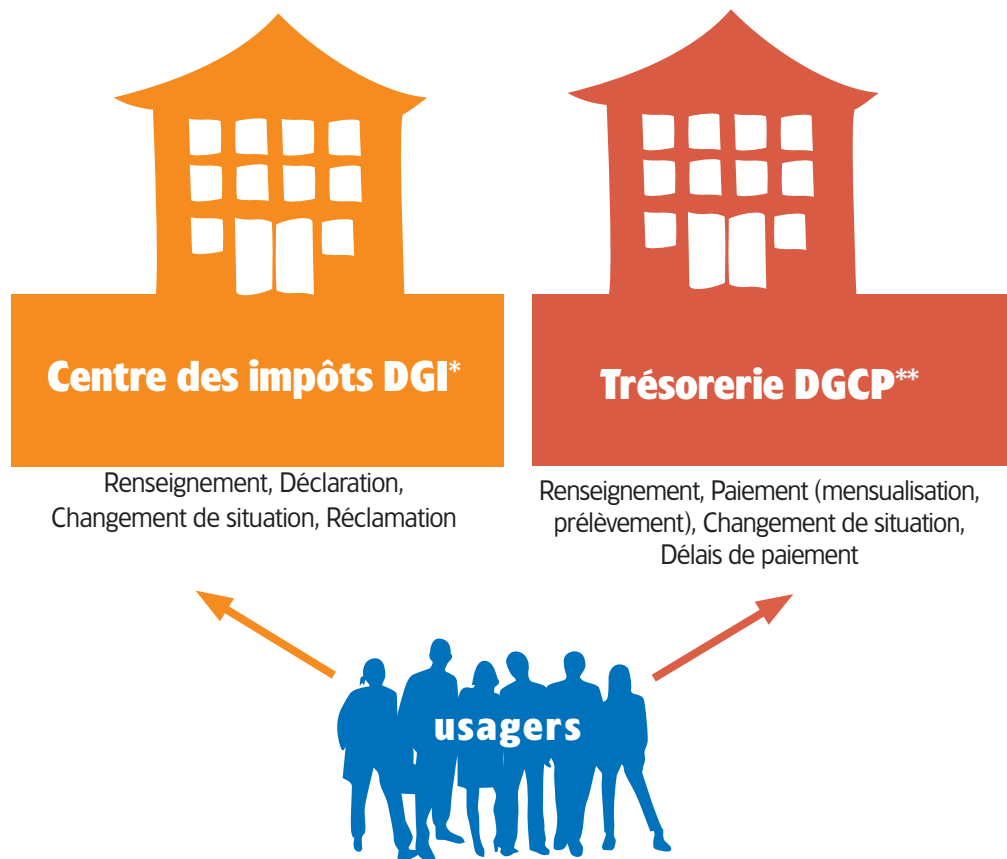 Centre des impôts DGI*
Trésorerie DGCP**
Renseignement, Déclaration,
Changement de situation, Réclamation
Renseignement, Paiement (mensualisation,
prélèvement), Changement de situation,
Délais de paiement
usagers